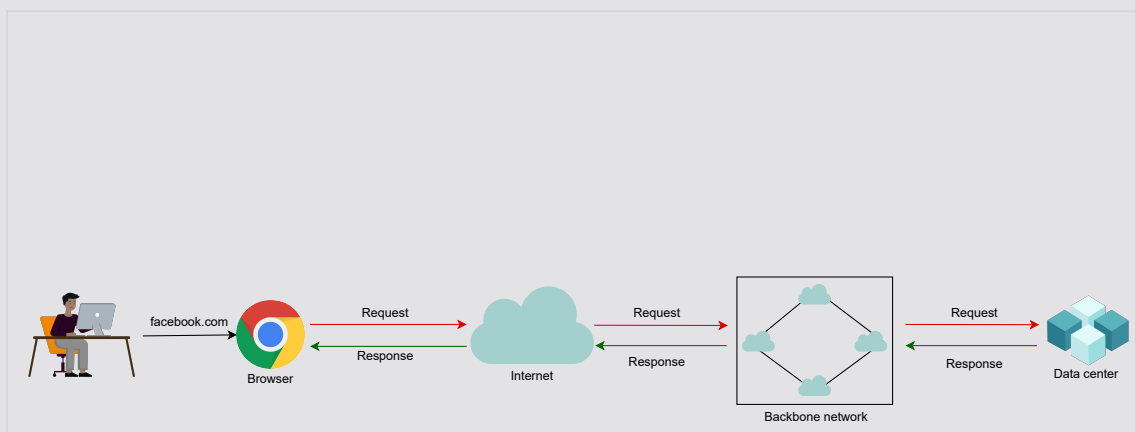 facebook.com
Browser
Request
Response
Internet
Request
Response
Backbone network
Request
Response
Data center